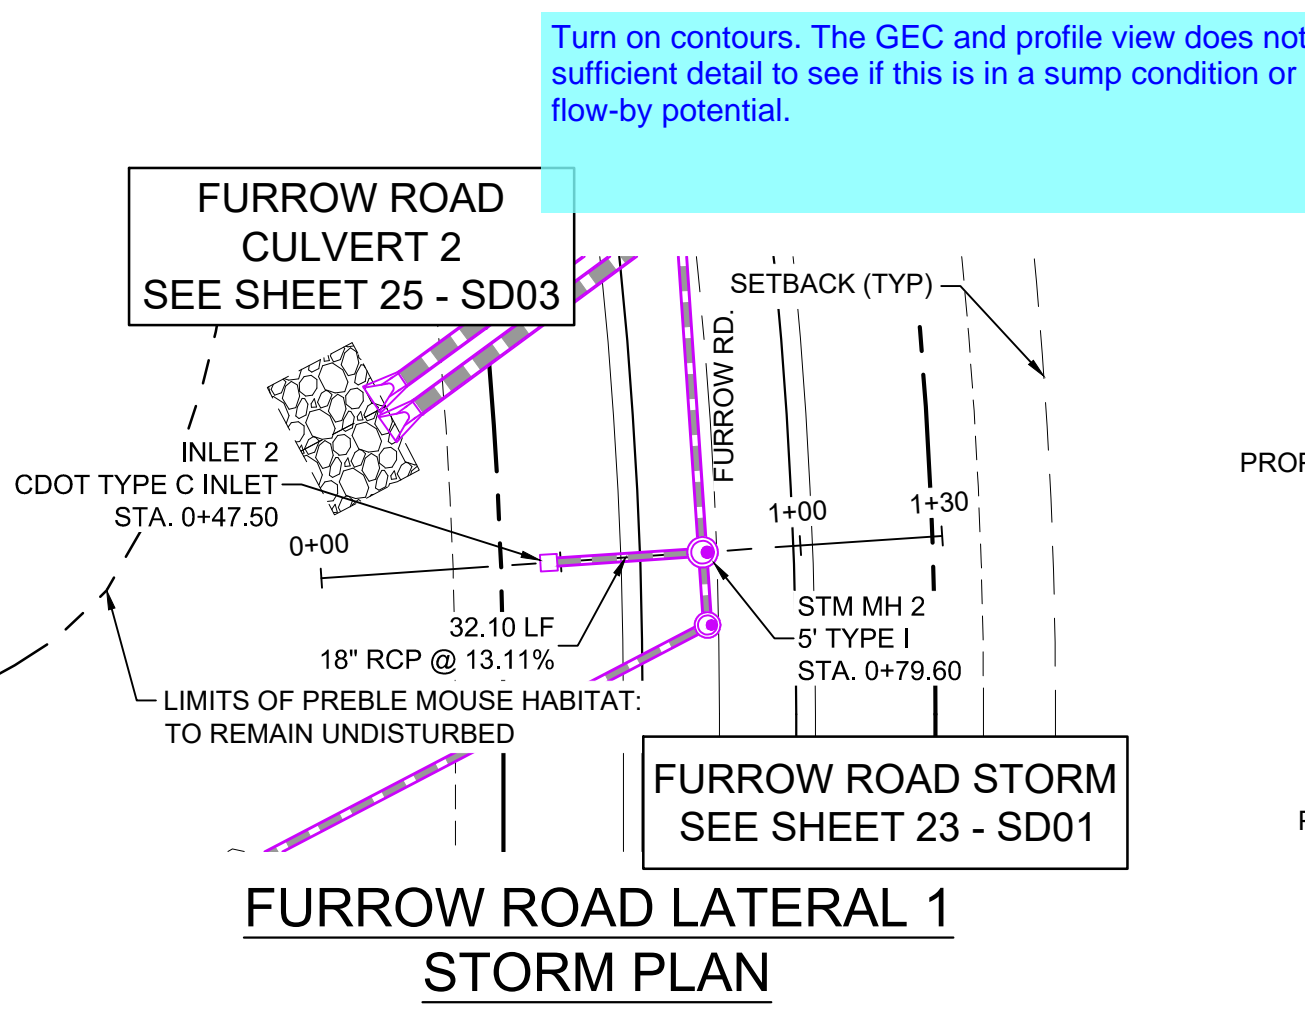 Turn on contours. The GEC and profile view does not
sufficient detail to see if this is in a sump condition or
flow-by potential.
FURROW ROAD
CULVERT 2
SEE SHEET 25 - SD03
SETBACK (TYP)
FURROW RD.
INLET 2
CDOT TYPE C INLET
STA. 0+47.50
0+00
1+00
1+30
PROP
32.10 LF
18" RCP @ 13.11%
STM MH 2
5' TYPE I
STA. 0+79.60
LIMITS OF PREBLE MOUSE HABITAT:
TO REMAIN UNDISTURBED
FURROW ROAD STORM
SEE SHEET 23 - SD01
FURROW ROAD LATERAL 1
STORM PLAN